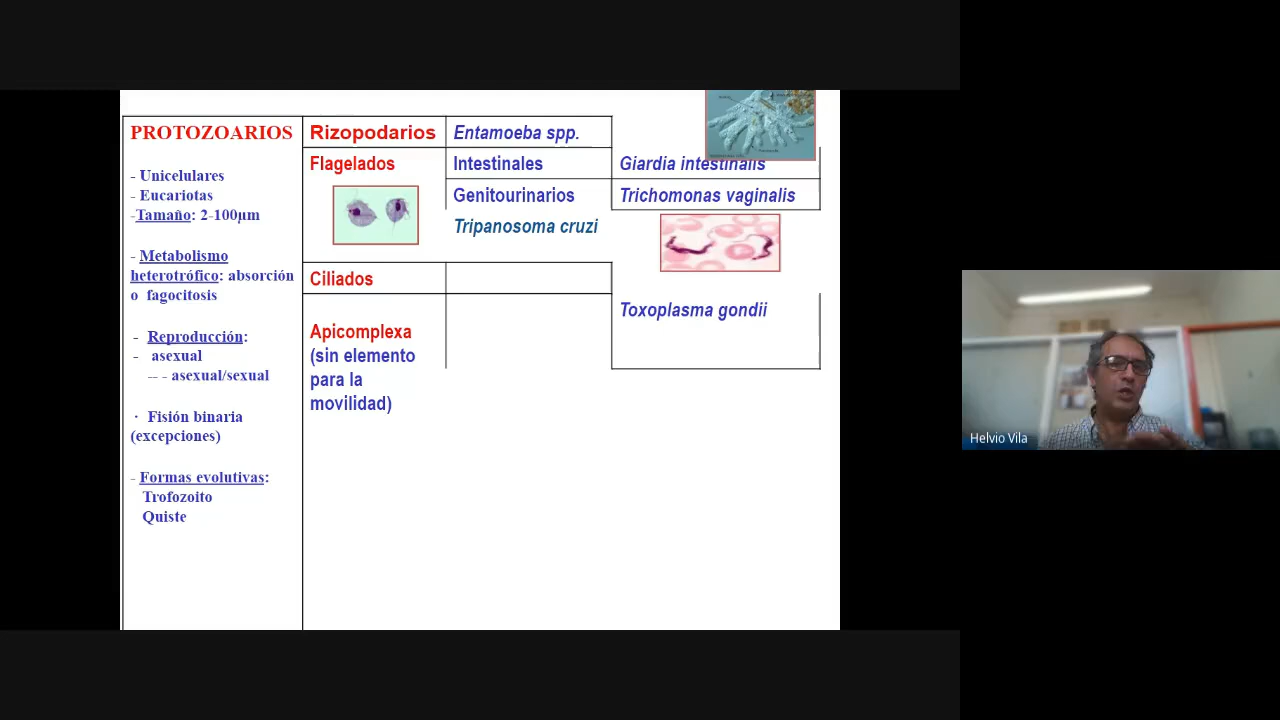 PROTOZOARIOS
- Unicelulares
- Eucariotas
-Tamaño: 2-100µm
- Metabolismo
heterotrófico: absorción
o fagocitosis
- Reproducción:
- asexual
-- - asexual/sexual
· Fisión binaria
(excepciones)
- Formas evolutivas:
Trofozoito
Quiste
Rizopodarios
Entamoeba spp.
Flagelados
Intestinales
Giardia intestinalis
Genitourinarios
Trichomonas vaginalis
Tripanosoma cruzi
Ciliados
Apicomplexa
(sin elemento
para la
movilidad)
Toxoplasma gondii
Helvio Vila